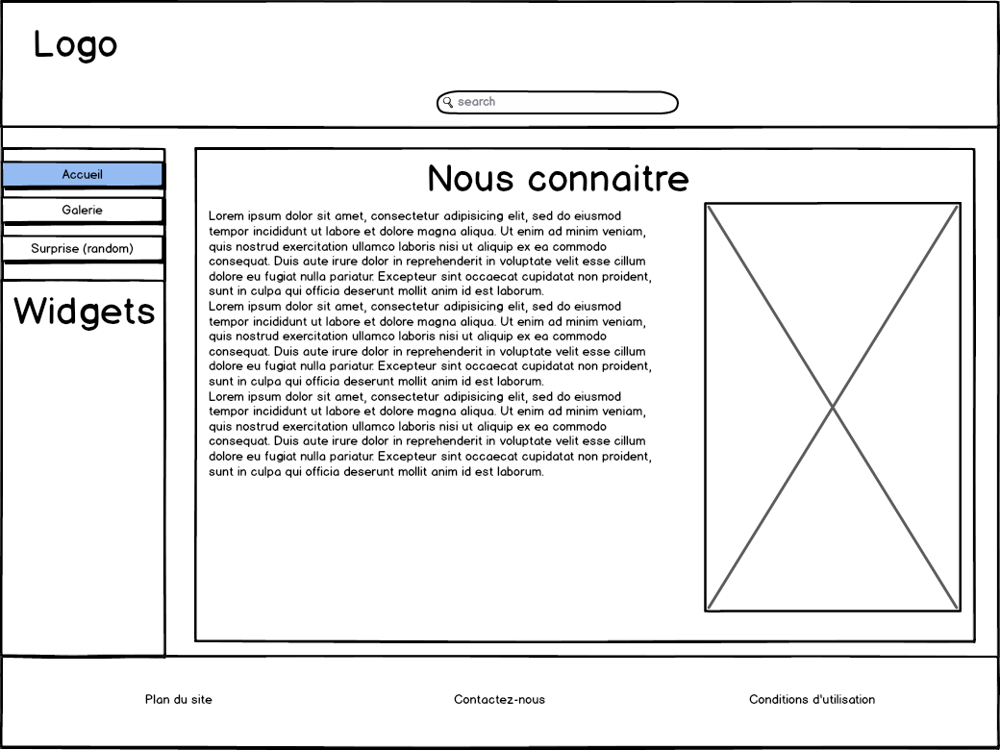 Logo
search
Accueil
Galerie
Surprise (random)
Widgets
Nous connaitre
Lorem ipsum dolor sit amet, consectetur adipisicing elit, sed do eiusmod
tempor incididunt ut labore et dolore magna aliqua. Ut enim ad minim veniam,
quis nostrud exercitation ullamco laboris nisi ut aliquip ex ea commodo
consequat. Duis aute irure dolor in reprehenderit in voluptate velit esse cillum
dolore eu fugiat nulla pariatur. Excepteur sint occaecat cupidatat non proident,
sunt in culpa qui officia deserunt mollit anim id est laborum.
Lorem ipsum dolor sit amet, consectetur adipisicing elit, sed do eiusmod
tempor incididunt ut labore et dolore magna aliqua. Ut enim ad minim veniam,
quis nostrud exercitation ullamco laboris nisi ut aliquip ex ea commodo
consequat. Duis aute irure dolor in reprehenderit in voluptate velit esse cillum
dolore eu fugiat nulla pariatur. Excepteur sint occaecat cupidatat non proident,
sunt in culpa qui officia deserunt mollit anim id est laborum.
Lorem ipsum dolor sit amet, consectetur adipisicing elit, sed do eiusmod
tempor incididunt ut labore et dolore magna aliqua. Ut enim ad minim veniam,
quis nostrud exercitation ullamco laboris nisi ut aliquip ex ea commodo
consequat. Duis aute irure dolor in reprehenderit in voluptate velit esse cillum
dolore eu fugiat nulla pariatur. Excepteur sint occaecat cupidatat non proident,
sunt in culpa qui officia deserunt mollit anim id est laborum.
Plan du site
Contactez-nous
Conditions d'utilisation